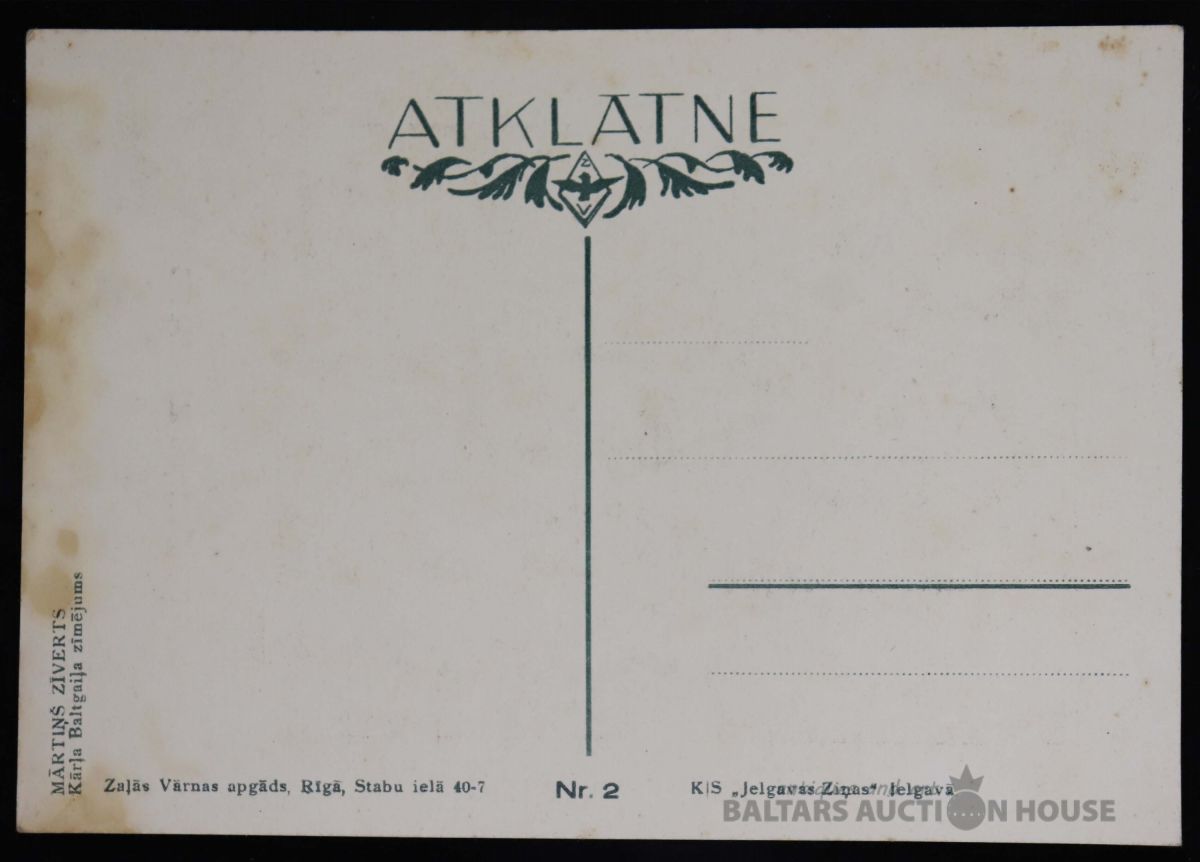 ATKLĀTNE
Z
V
MĀRTIŅŠ ZĪVERTS
Kārļa Baltgaiļa zīmējums
Zaļās Vārnas apgāds, Rīgā, Stabu ielā 40-7
Nr. 2
K|S „Jelgavas Ziņas“ Jelgavā
BALTARS AUCTION HOUSE